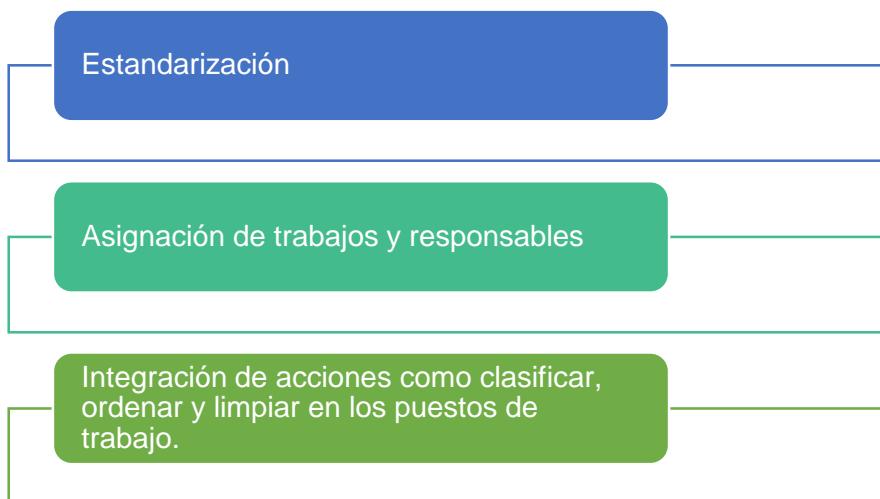 Estandarización
Asignación de trabajos y responsables
Integración de acciones como clasificar,
ordenar y limpiar en los puestos de
trabajo.